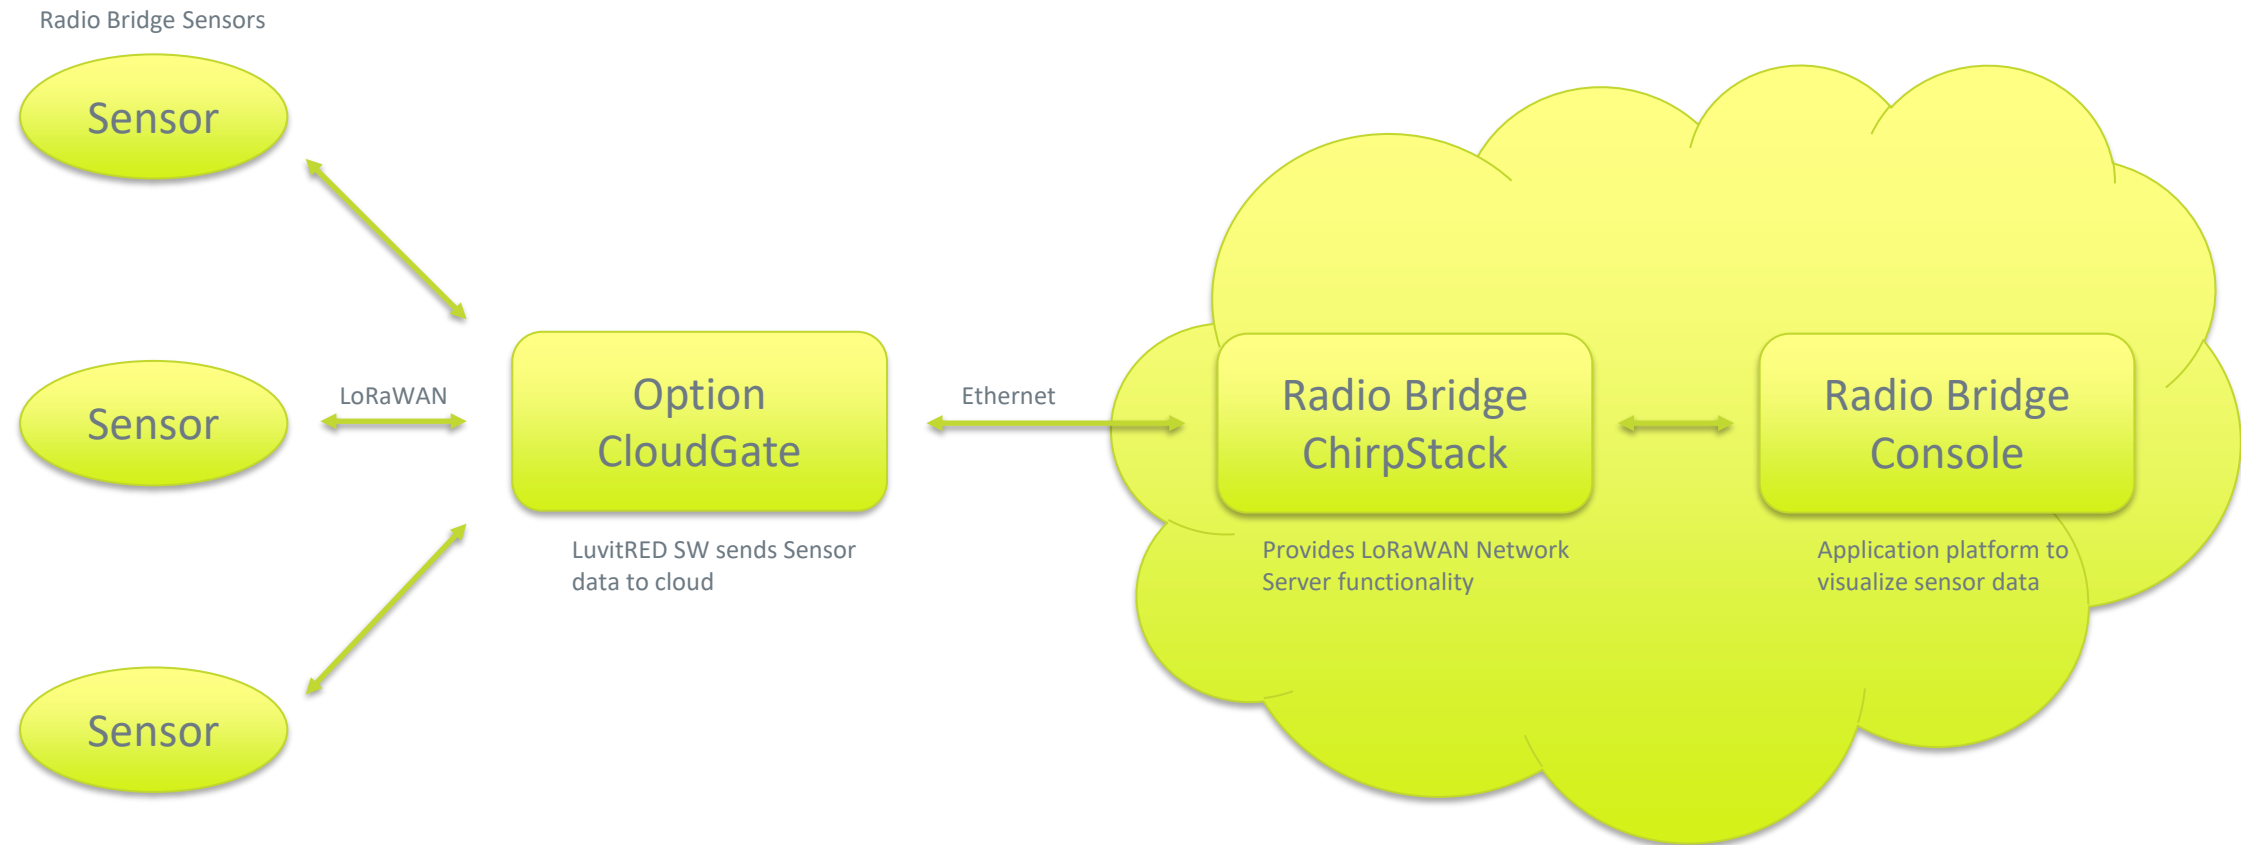 Radio Bridge Sensors
Sensor
Sensor
Sensor
LoRaWAN
Option
CloudGate
LuvitRED SW sends Sensor
data to cloud
Ethernet
Radio Bridge
ChirpStack
Provides LoRaWAN Network
Server functionality
Radio Bridge
Console
Application platform to
visualize sensor data